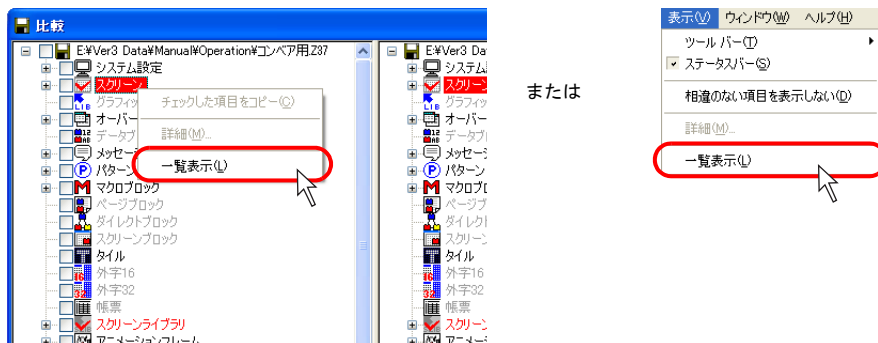 比較
E:¥Ver3 Data¥Manual¥Operation¥コンベア用.Z37
システム設定
スクリーン
グラフィッ
オーバー
データブ
メッセー
パターン
マクロブロック
ページブロック
ダイレクトブロック
スクリーンブロック
タイル
外字16
外字32
帳票
スクリーンライブラリ
アニメーションフレーム
チェックした項目をコピー(C)
詳細(M)...
一覧表示(L)
E:¥Ver3 Da
システム
スクリーン
グラフィッ
オーバー
データブ
メッセー
パターン
マクロブロ
ページブ
ダイレクト
スクリーン
タイル
外字16
外字32
帳票
スクリーン
アニメー
または
表示(V) ウィンドウ(W) ヘルプ(H)
ツール バー(T)
ステータスバー(S)
相違のない項目を表示しない(D)
詳細(M)...
一覧表示(L)